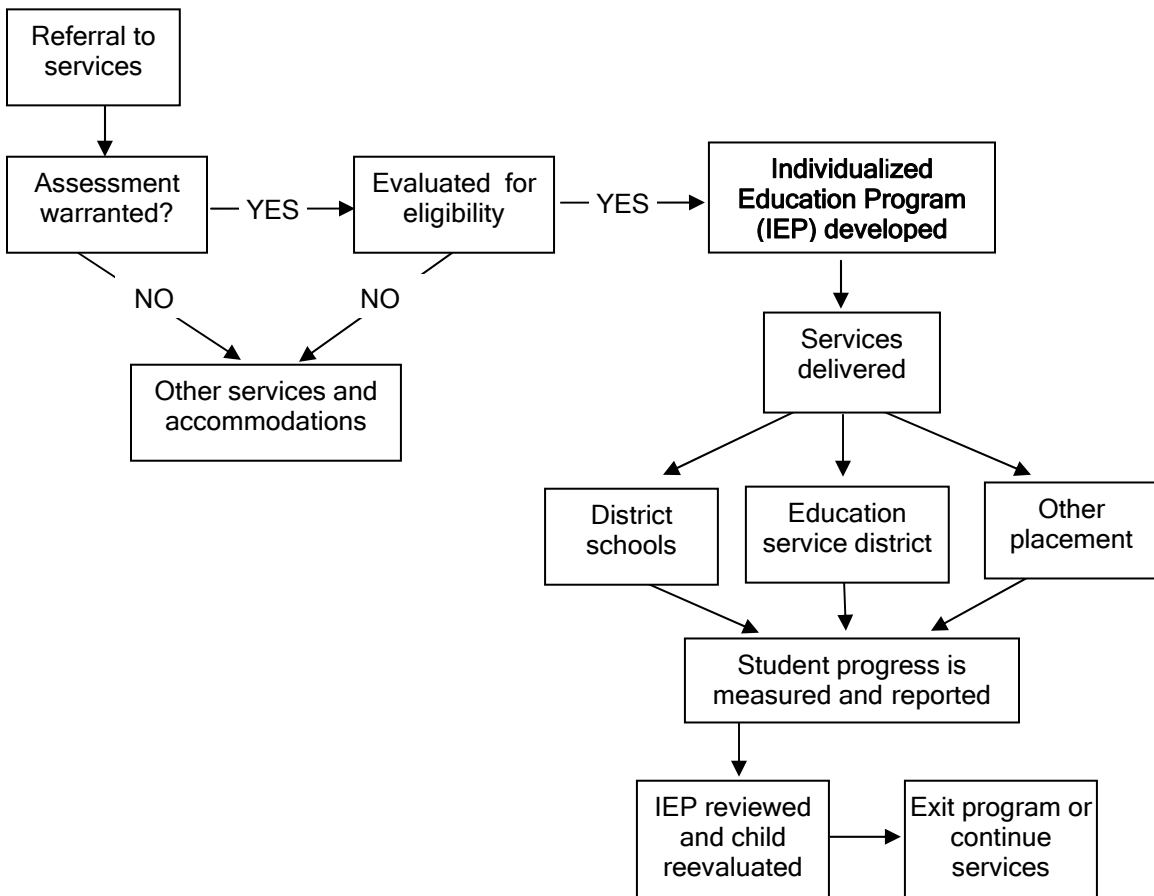 Referral to
services
Assessment
warranted?
YES
Evaluated for
eligibility
YES
Individualized
Education Program
(IEP) developed
NO
NO
Other services and
accommodations
Services
delivered
District
schools
Education
service district
Other
placement
Student progress is
measured and reported
IEP reviewed
and child
reevaluated
Exit program or
continue
services